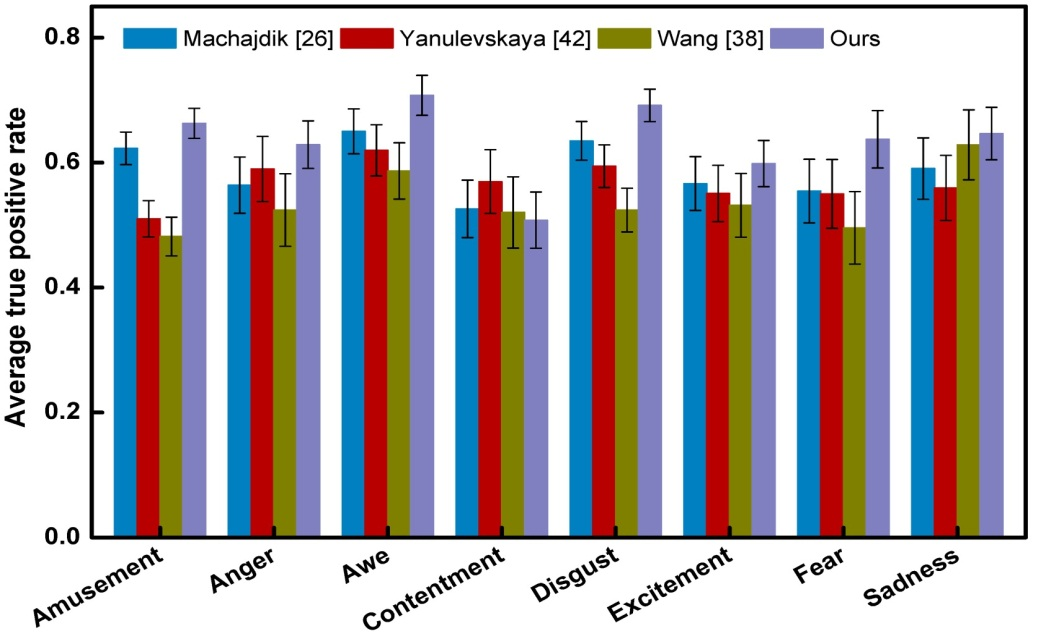 Machajdik [26] Yanulevskaya [42] Wang [38] Ours
Average true positive rate
0.8
0.6
0.4
0.2
0.0
Amusement
Anger
Awe
Contentment
Disgust
Excitement
Fear
Sadness